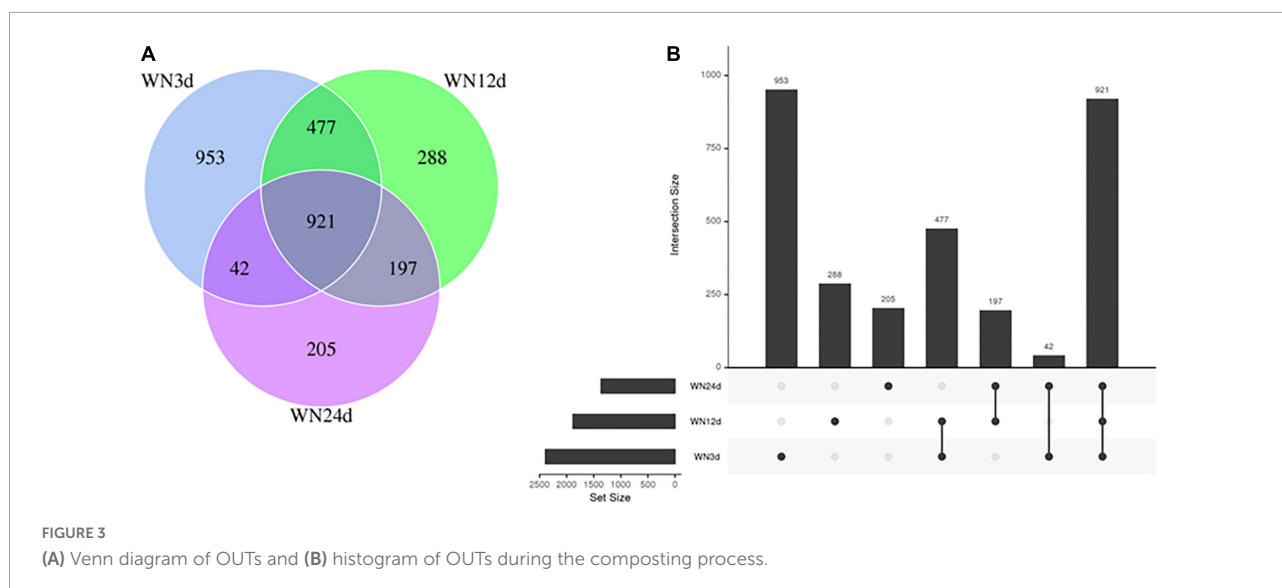 A
WN3d
WN12d
477
953
288
921
42
197
205
WN24d
B
1000
750
500
250
0
Intersection Size
953
288
205
477
197
42
921
WN24d
WN12d
WN3d
2500 2000 1500 1000 500 0
Set Size
FIGURE 3
(A) Venn diagram of OUTs and (B) histogram of OUTs during the composting process.